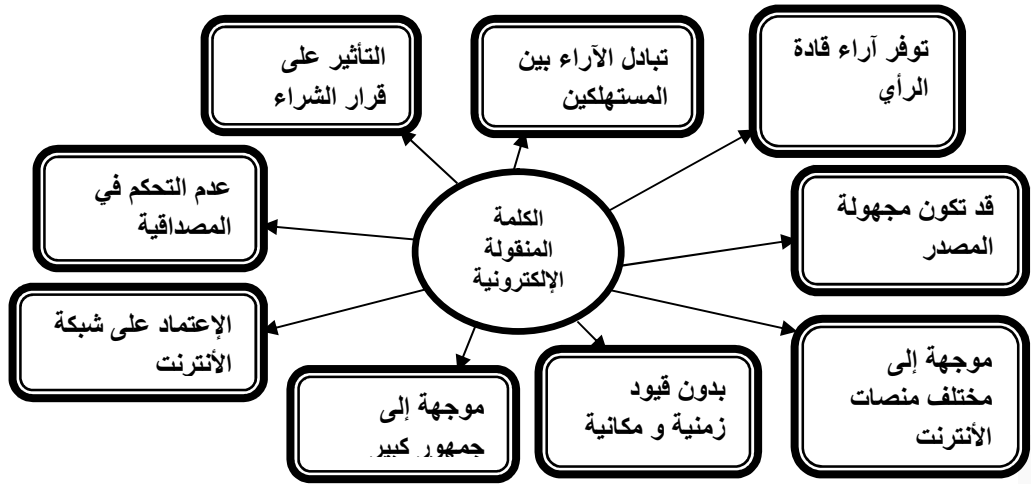 توفر آراء قادة
الرأي
تبادل الآراء بين
المستهلكين
التأثير على
قرار الشراء
قد تكون مجهولة
المصدر
الكلمة
المنقولة
الإلكترونية
عدم التحكم في
المصداقية
موجهة إلى
مختلف منصات
الأنترنت
بدون قيود
زمنية و مكانية
موجهة إلى
جمهور كبير
الإعتماد على شبكة
الأنترنت